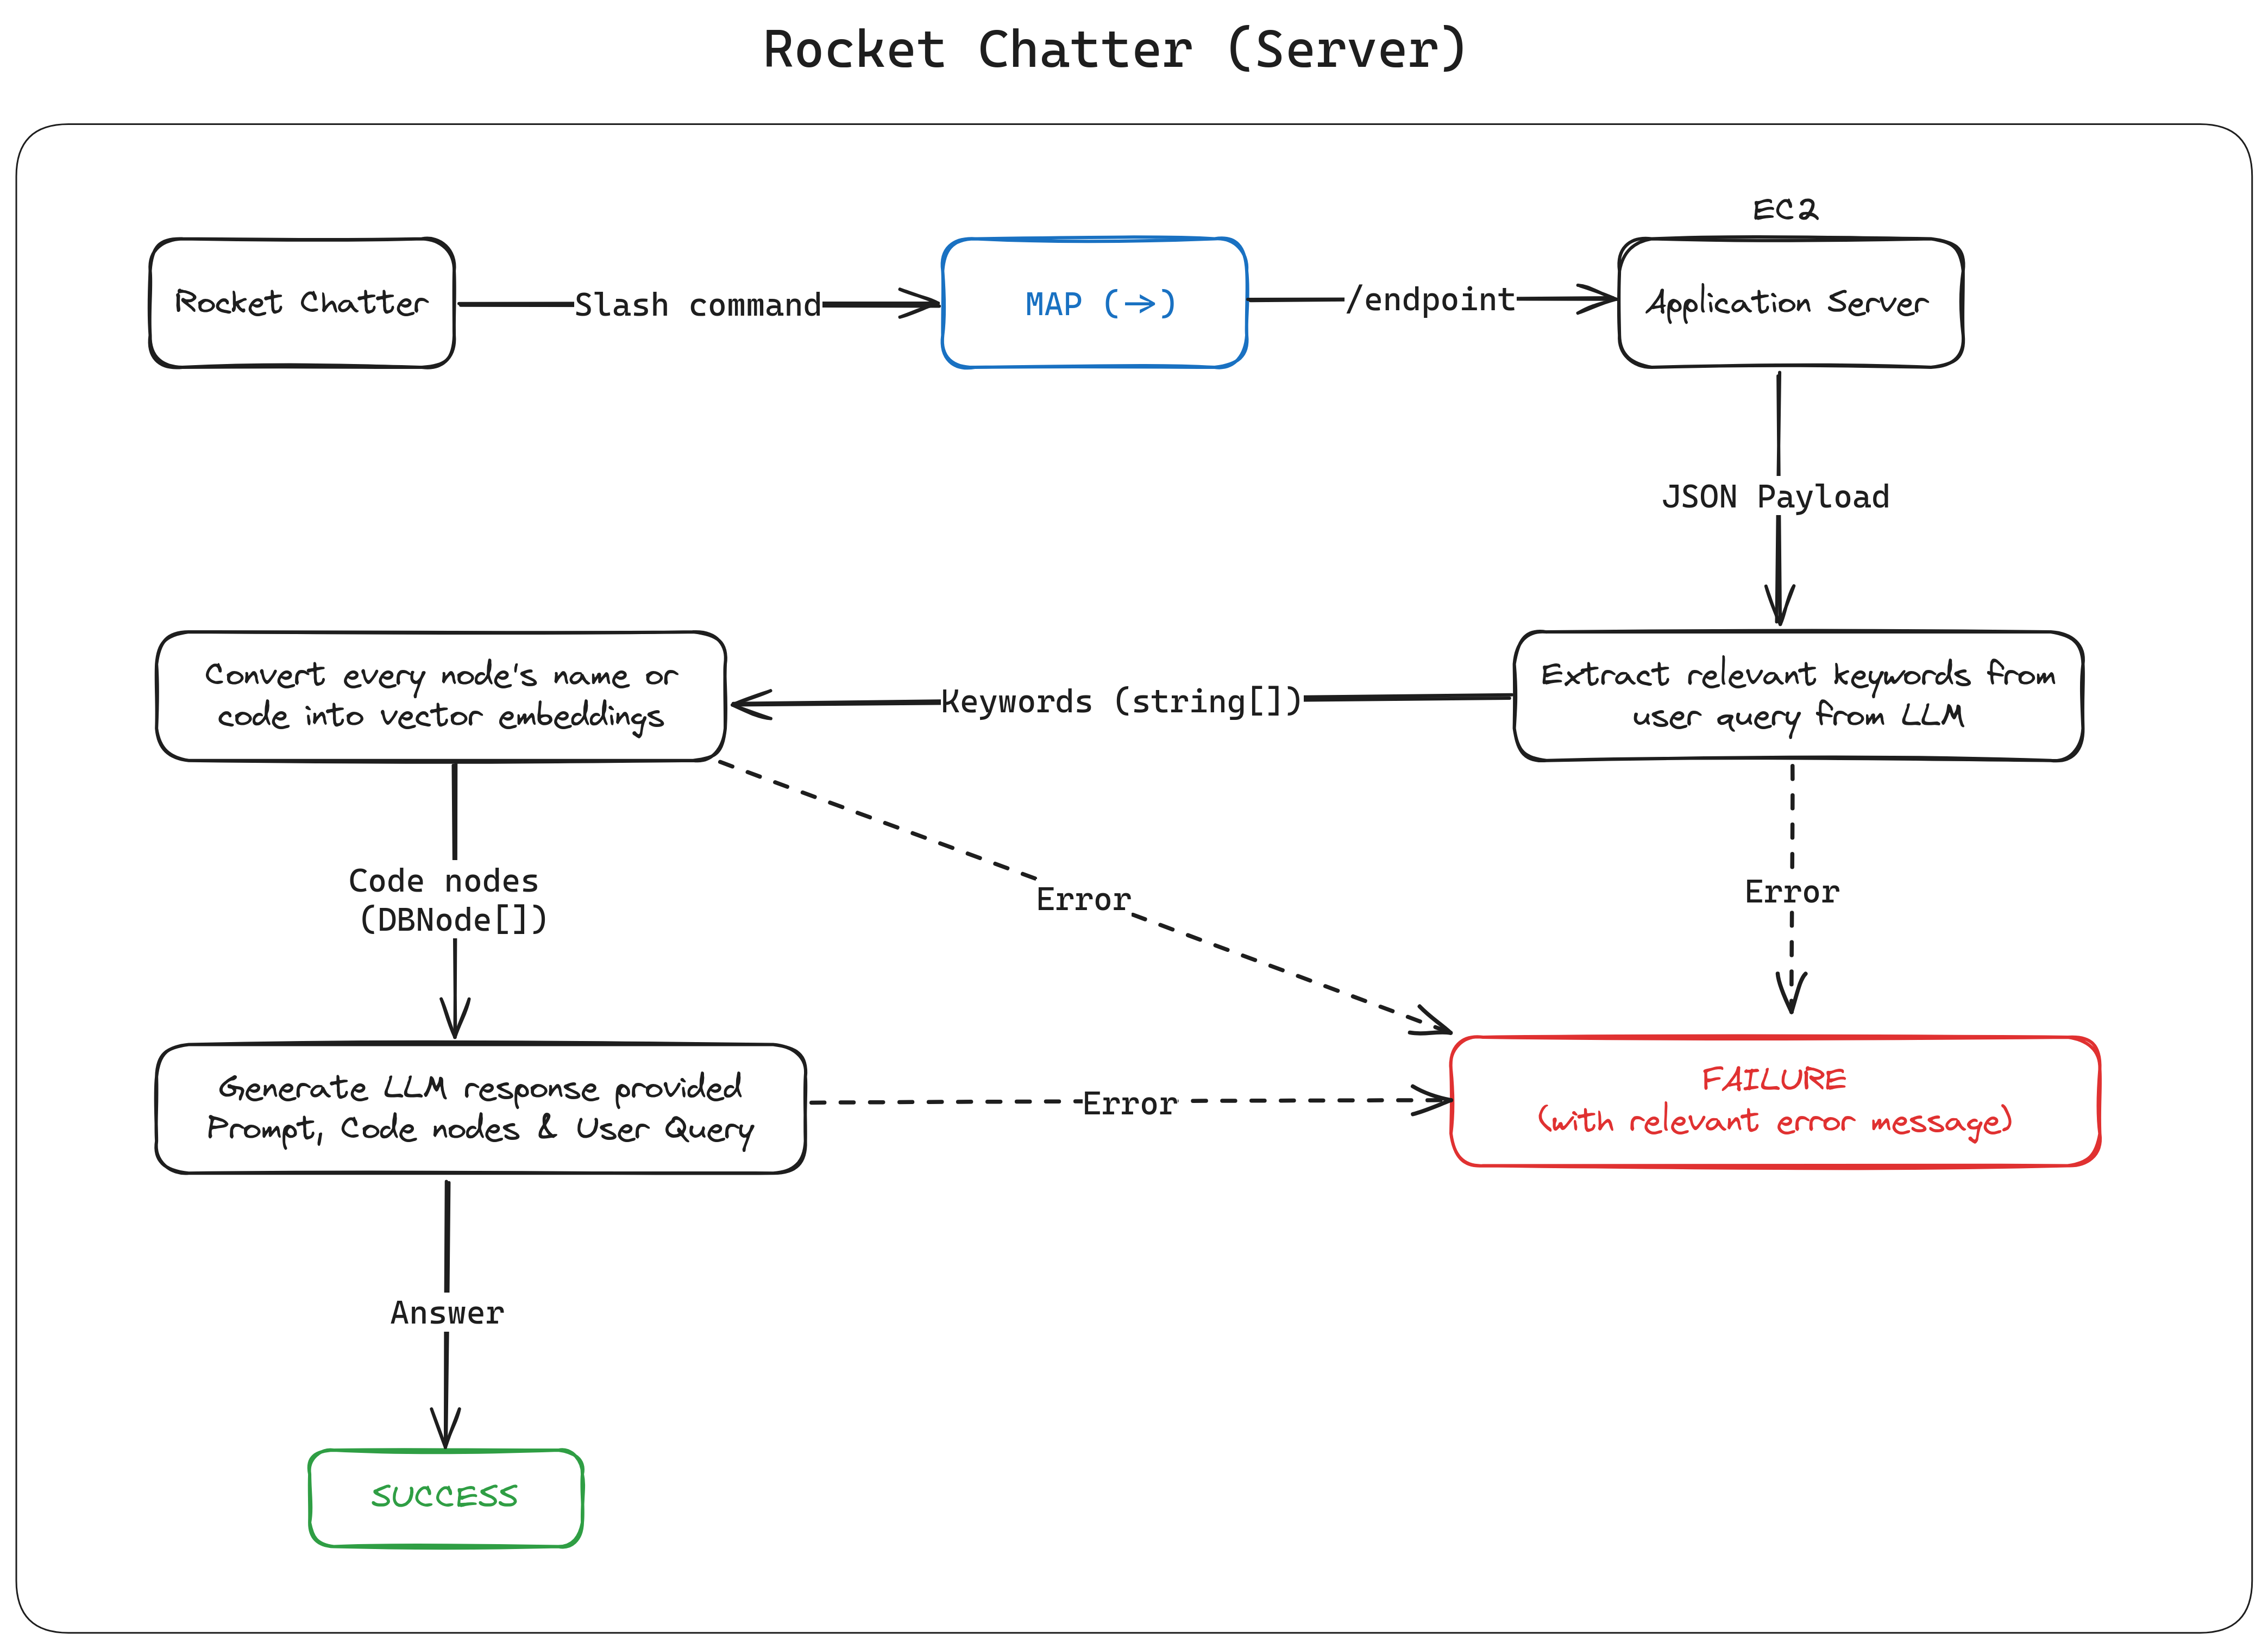 Rocket Chatter (Server)
EC2
Rocket Chatter
Slash command
MAP (→)
/endpoint
Application Server
JSON Payload
Convert every node's name or
code into vector embeddings
Keywords (string[])
Extract relevant keywords from
user query from LLM
Code nodes
(DBNode[])
Error
Error
Generate LLM response provided
Prompt, Code nodes & User Query
Error
FAILURE
(with relevant error message)
Answer
SUCCESS